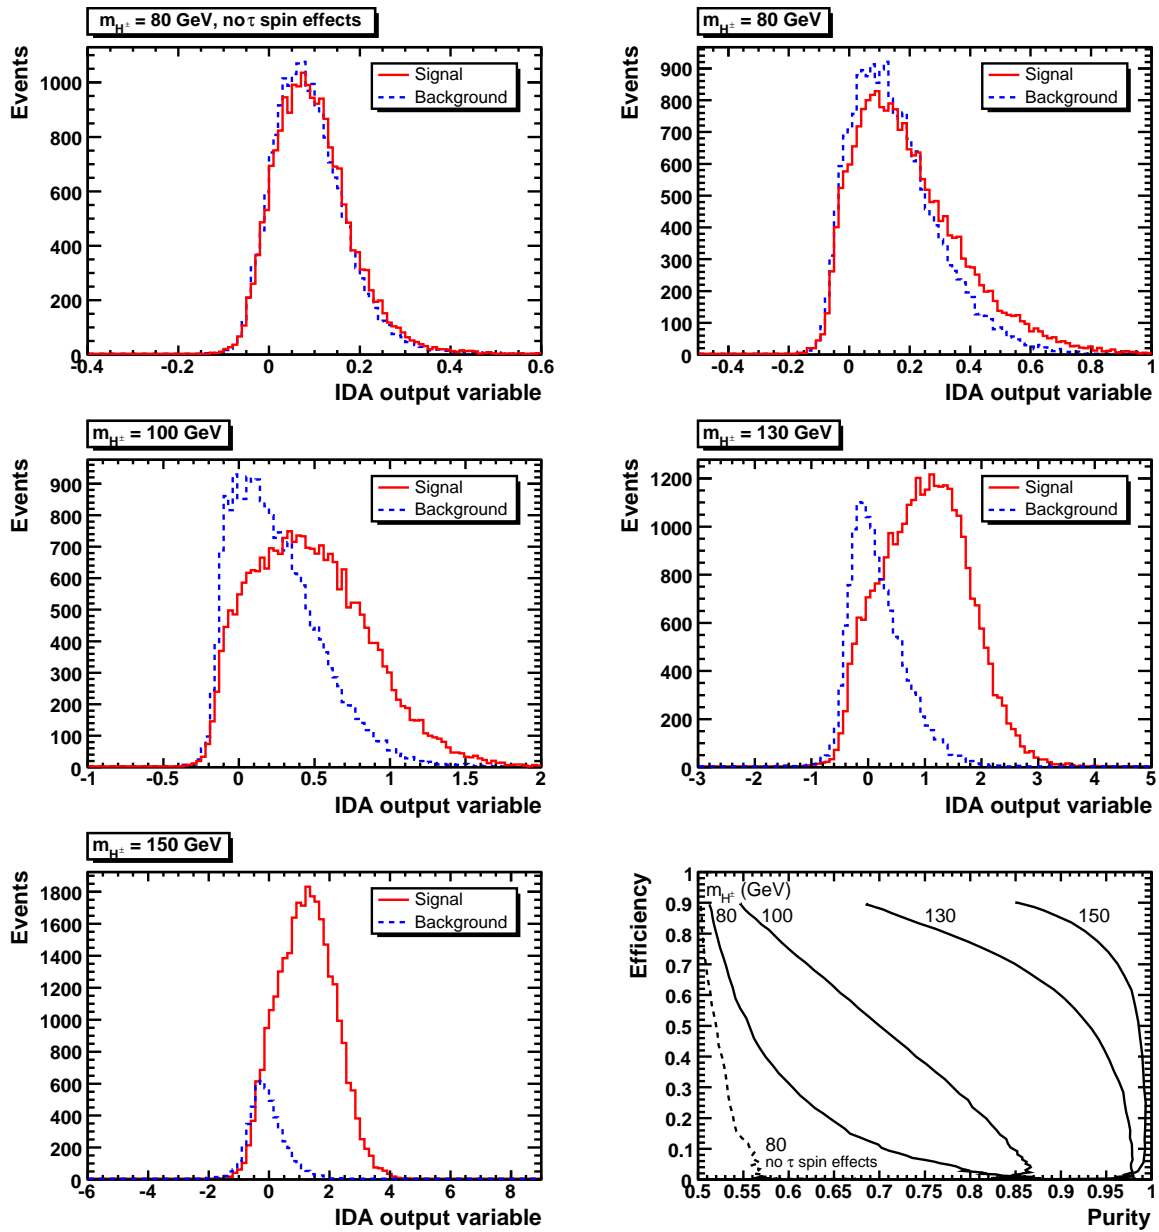 m_H± = 80 GeV, no τ spin effects
Events
1000
800
600
400
200
0
Signal
Background
-0.4 -0.2 0 0.2 0.4 0.6
IDA output variable
m_H± = 80 GeV
Events
900
800
700
600
500
400
300
200
100
0
Signal
Background
-0.4 -0.2 0 0.2 0.4 0.6 0.8 1
IDA output variable
m_H± = 100 GeV
Events
900
800
700
600
500
400
300
200
100
0
Signal
Background
-1 -0.5 0 0.5 1 1.5 2
IDA output variable
m_H± = 130 GeV
Events
1200
1000
800
600
400
200
0
Signal
Background
-3 -2 -1 0 1 2 3 4 5
IDA output variable
m_H± = 150 GeV
Events
1800
1600
1400
1200
1000
800
600
400
200
0
Signal
Background
-6 -4 -2 0 2 4 6 8
IDA output variable
Efficiency
1
0.9
0.8
0.7
0.6
0.5
0.4
0.3
0.2
0.1
0
m_H± (GeV)
80 100 130 150
80
no τ spin effects
0.5 0.55 0.6 0.65 0.7 0.75 0.8 0.85 0.9 0.95 1
Purity